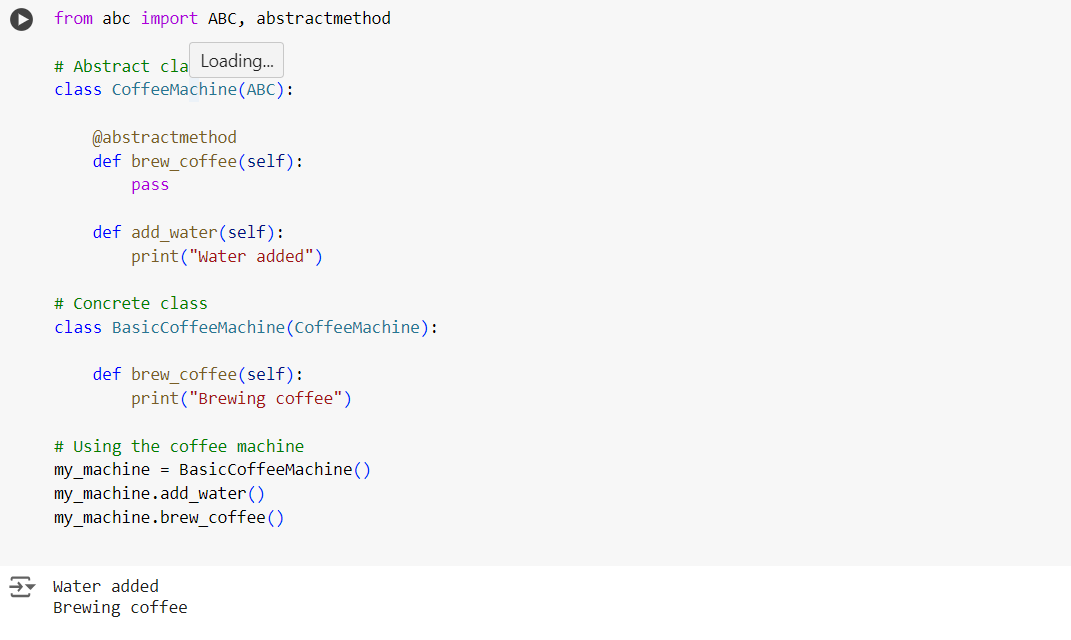 from abc import ABC, abstractmethod
# Abstract cla
Loading...
class CoffeeMachine(ABC):
    @abstractmethod
    def brew_coffee(self):
        pass
    def add_water(self):
        print("Water added")
# Concrete class
class BasicCoffeeMachine(CoffeeMachine):
    def brew_coffee(self):
        print("Brewing coffee")
# Using the coffee machine
my_machine = BasicCoffeeMachine()
my_machine.add_water()
my_machine.brew_coffee()
Water added
Brewing coffee